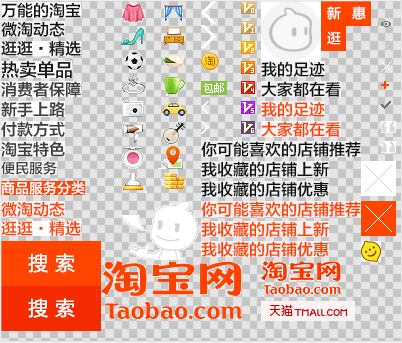 万能的淘宝
微淘动态
逛逛·精选
热卖单品
消费者保障
新手上路
付款方式
淘宝特色
便民服务
商品服务分类
微淘动态
逛逛·精选
搜索
搜索
淘
包邮
新 惠
逛
我的足迹
大家都在看
我的足迹
大家都在看
你可能喜欢的店铺推荐
我收藏的店铺上新
我收藏的店铺优惠
你可能喜欢的店铺推荐
我收藏的店铺上新
我收藏的店铺优惠
淘宝网
Taobao.com
淘宝网
Taobao.com
天猫 TMALL.COM